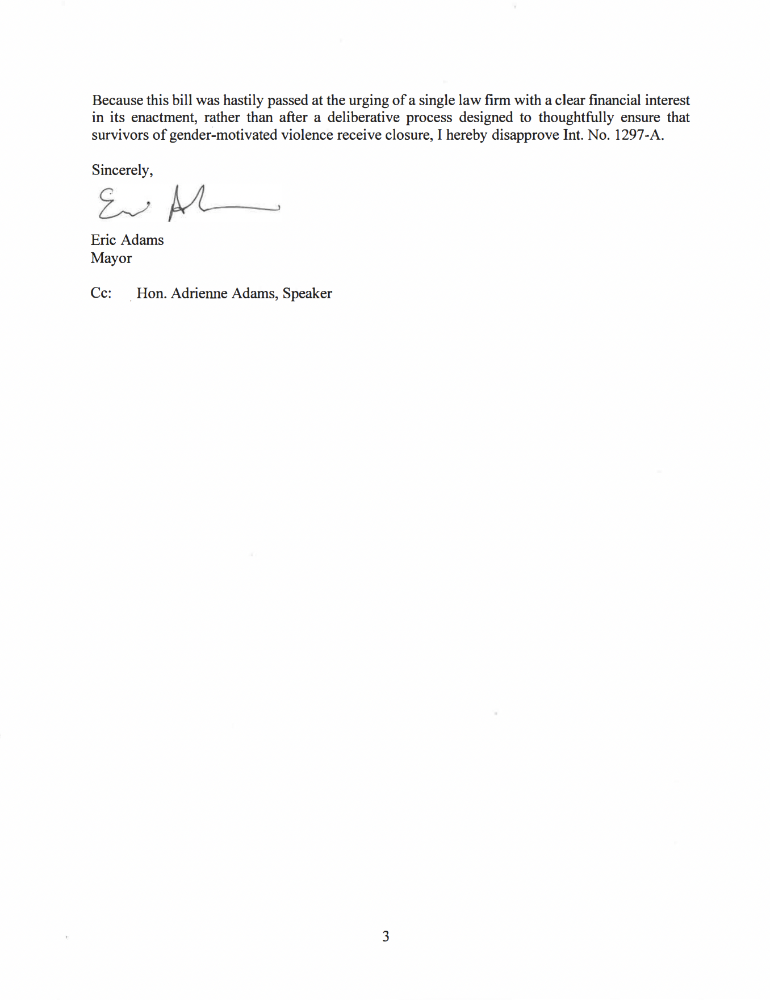 Because this bill was hastily passed at the urging of a single law firm with a clear financial interest
in its enactment, rather than after a deliberative process designed to thoughtfully ensure that
survivors of gender-motivated violence receive closure, I hereby disapprove Int. No. 1297-A.
Sincerely,
Eric Adams
Mayor
Cc: Hon. Adrienne Adams, Speaker
3